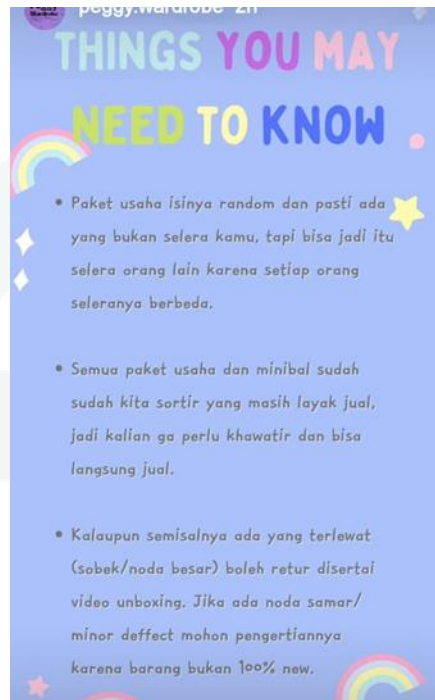 peggy.wardrobe 2h
THINGS YOU MAY
NEED TO KNOW
• Paket usaha isinya random dan pasti ada
yang bukan selera kamu, tapi bisa jadi itu
selera orang lain karena setiap orang
seleranya berbeda.
• Semua paket usaha dan minibal sudah
sudah kita sortir yang masih layak jual,
jadi kalian ga perlu khawatir dan bisa
langsung jual.
• Kalaupun semisalnya ada yang terlewat
(sobek/noda besar) boleh retur disertai
video unboxing. Jika ada noda samar/
minor deffect mohon pengertiannya
karena barang bukan 100% new.